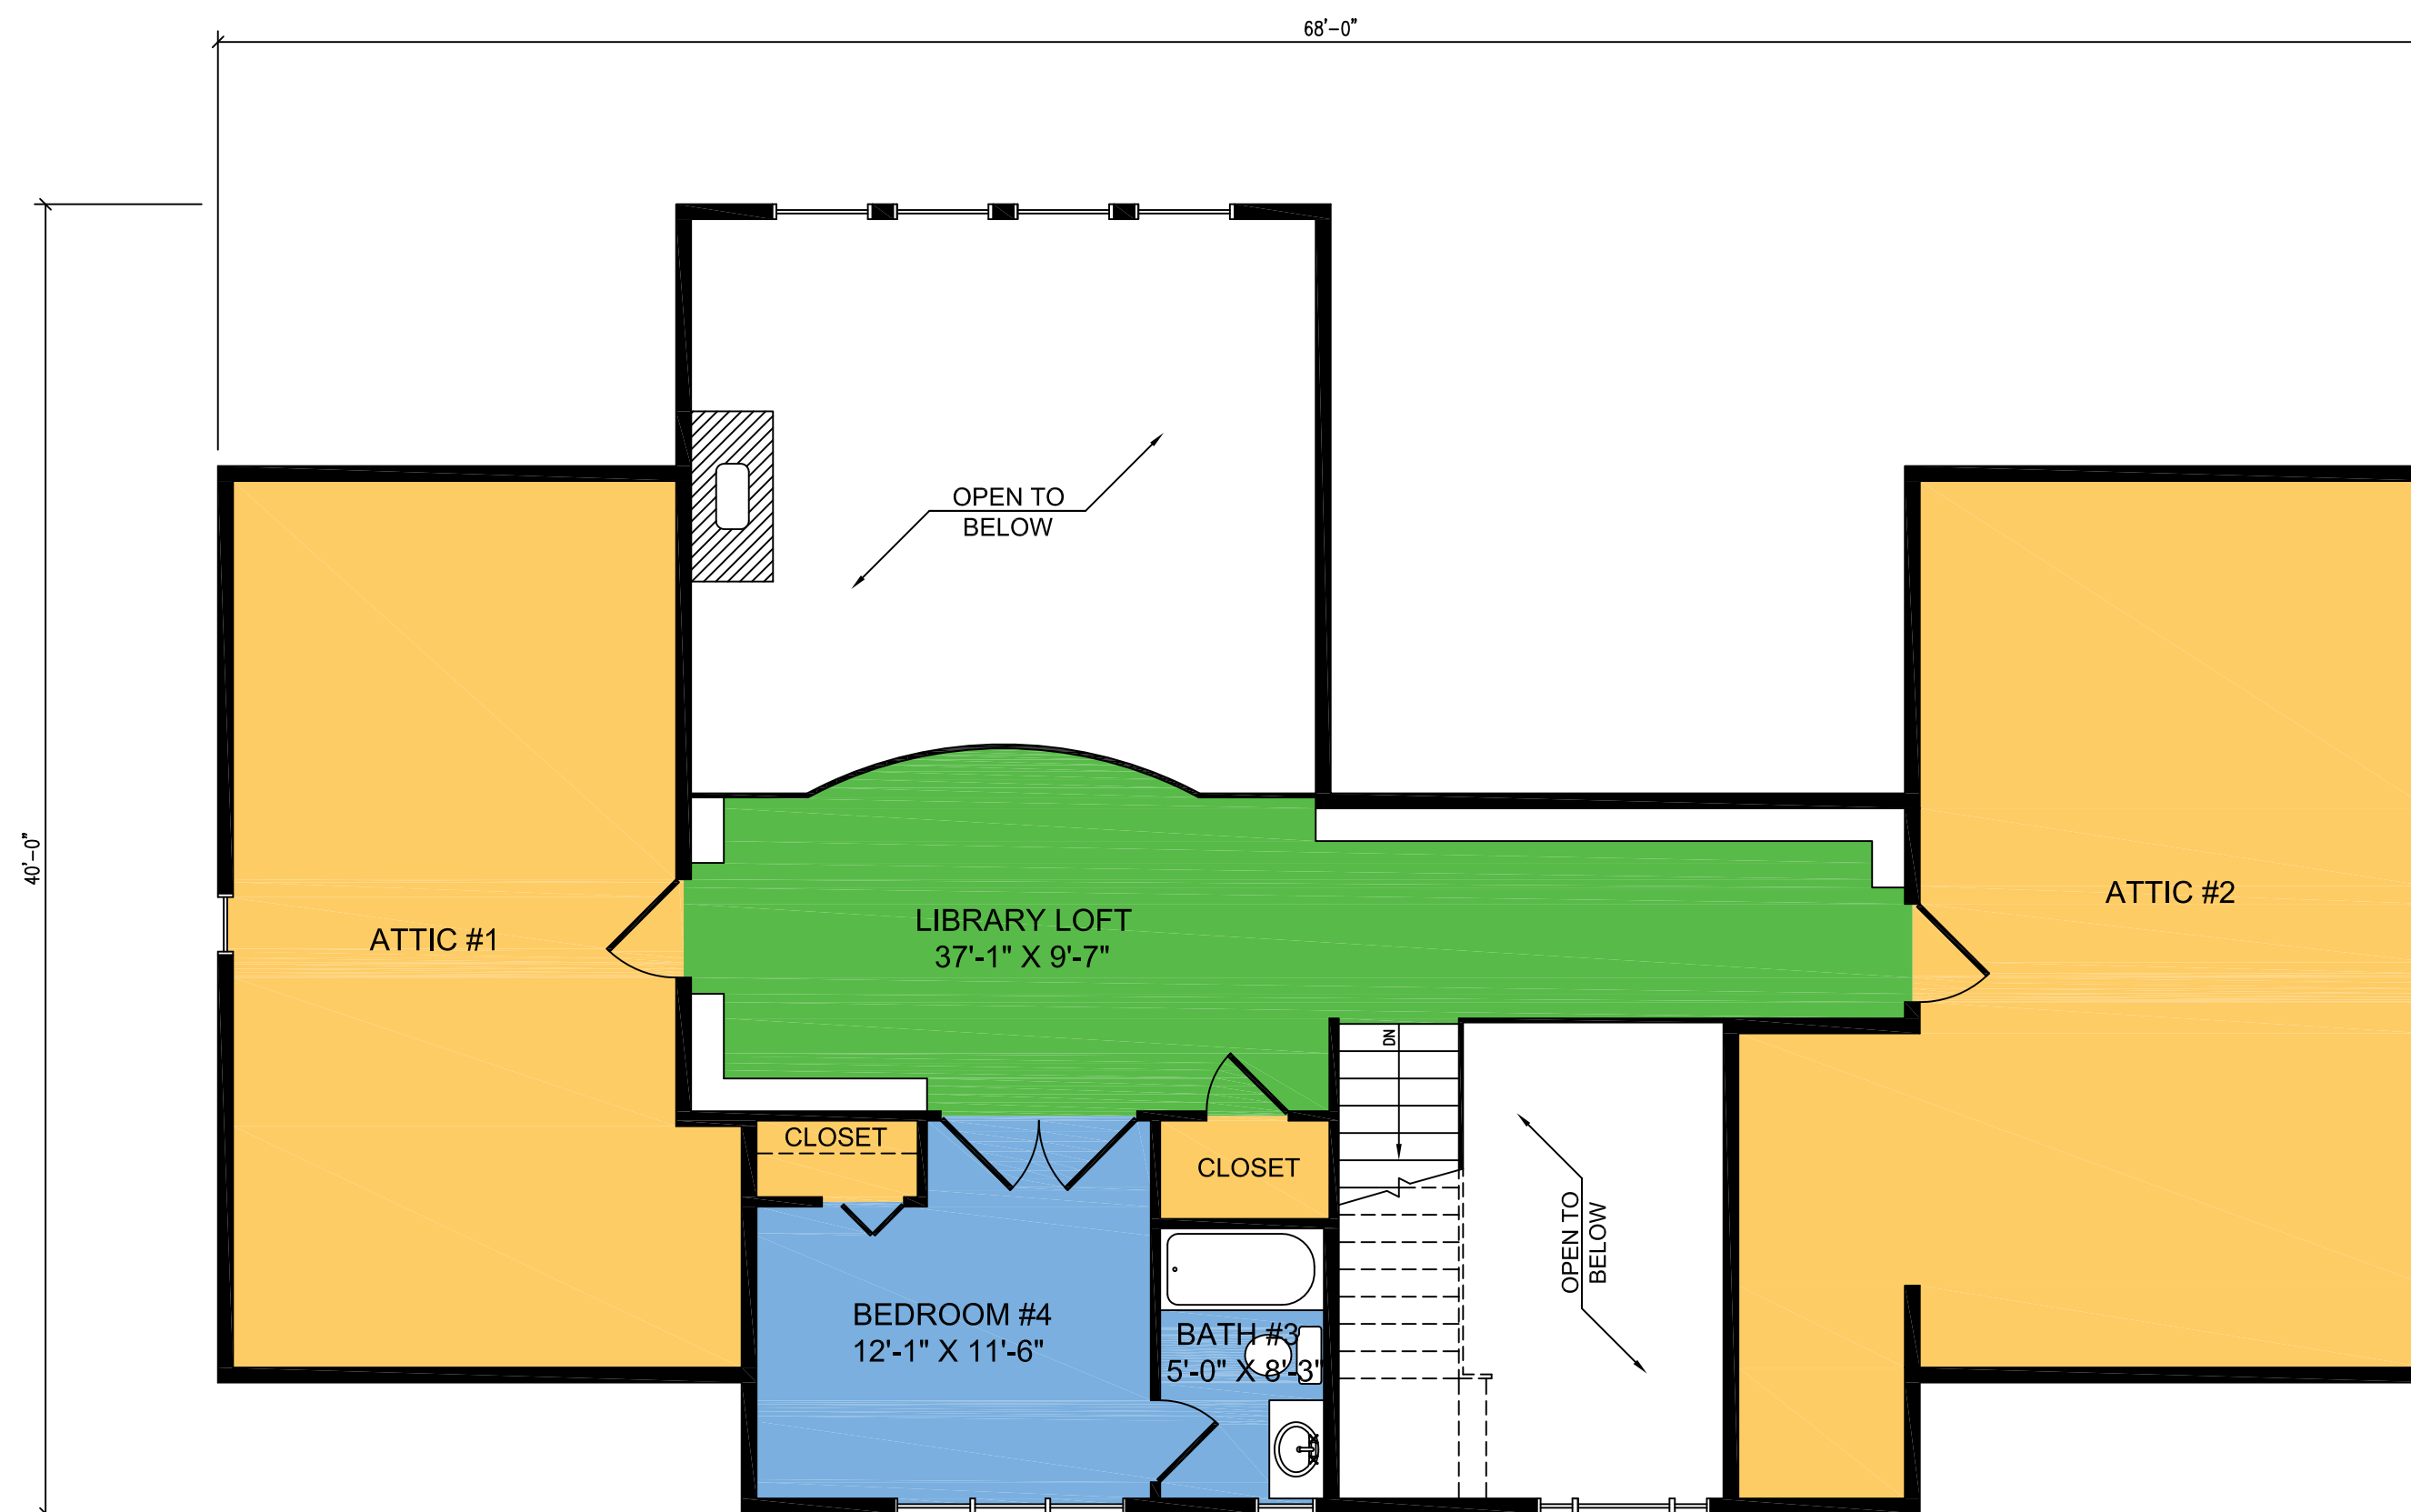 68'-0"
40'-0"
OPEN TO
BELOW
ATTIC #1
LIBRARY LOFT
37'-1" X 9'-7"
ATTIC #2
DN
CLOSET
CLOSET
OPEN TO
BELOW
BEDROOM #4
12'-1" X 11'-6"
BATH #3
5'-0" X 8'-3"